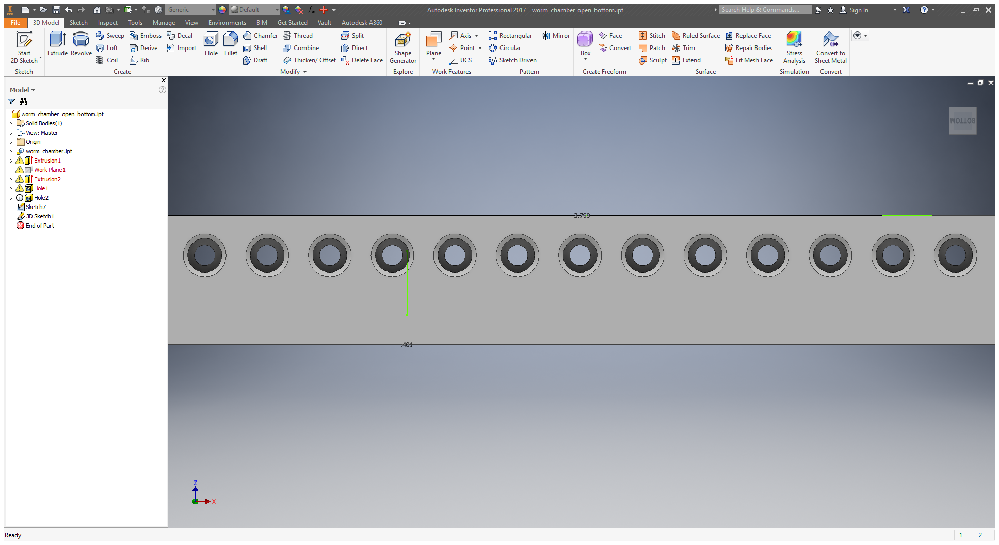 Generic
Default
Autodesk Inventor Professional 2017 worm_chamber_open_bottom.ipt
Search Help & Commands...
Sign In
PRO
File
3D Model
Sketch
Inspect
Tools
Manage
View
Environments
BIM
Get Started
Vault
Autodesk A360
Start
2D Sketch
Sketch
Extrude
Revolve
Sweep
Loft
Coil
Emboss
Derive
Rib
Decal
Import
Create
Hole
Fillet
Chamfer
Shell
Draft
Thread
Combine
Thicken/ Offset
Split
Direct
Delete Face
Modify
Shape
Generator
Explore
Plane
Axis
Point
UCS
Work Features
Rectangular
Circular
Sketch Driven
Mirror
Pattern
Box
Face
Convert
Create Freeform
Stitch
Patch
Sculpt
Ruled Surface
Trim
Extend
Replace Face
Repair Bodies
Fit Mesh Face
Surface
Stress
Analysis
Simulation
Convert to
Sheet Metal
Convert
Model
worm_chamber_open_bottom.ipt
Solid Bodies(1)
View: Master
Origin
worm_chamber.ipt
Extrusion1
Work Plane1
Extrusion2
Hole1
Hole2
Sketch7
3D Sketch1
End of Part
BOTTOM
3.799
.401
Z
X
Ready
1
2